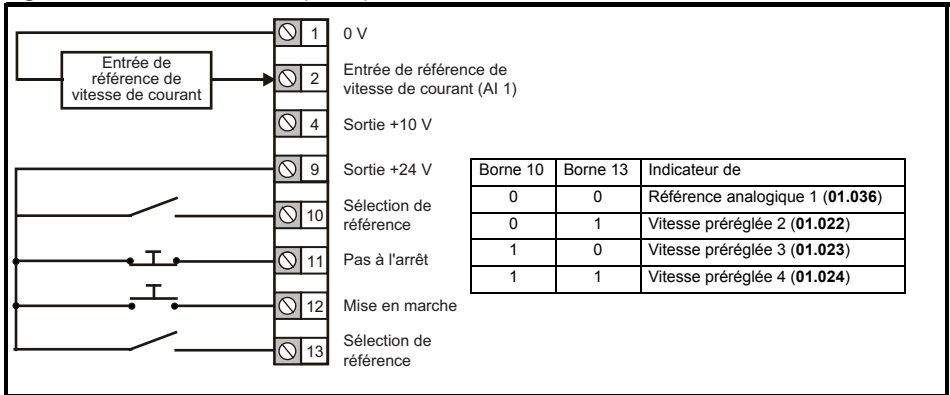 1 0 V
Entrée de
référence de
vitesse de courant
2 Entrée de référence de
vitesse de courant (AI 1)
4 Sortie +10 V
9 Sortie +24 V
10 Sélection de
référence
11 Pas à l'arrêt
12 Mise en marche
13 Sélection de
référence
Borne 10 Borne 13 Indicateur de
0 0 Référence analogique 1 (01.036)
0 1 Vitesse préréglée 2 (01.022)
1 0 Vitesse préréglée 3 (01.023)
1 1 Vitesse préréglée 4 (01.024)